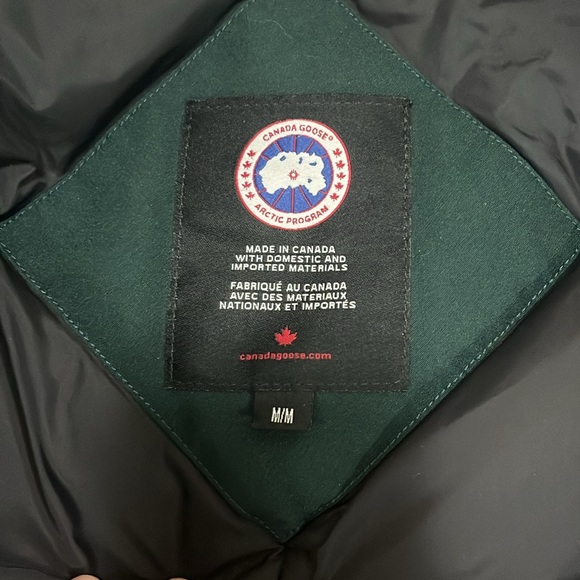 CANADA GOOSE®
ARCTIC PROGRAM
MADE IN CANADA
WITH DOMESTIC AND
IMPORTED MATERIALS
FABRIQUÉ AU CANADA
AVEC DES MATERIAUX
NATIONAUX ET IMPORTÉS
canadagoose.com
M/M